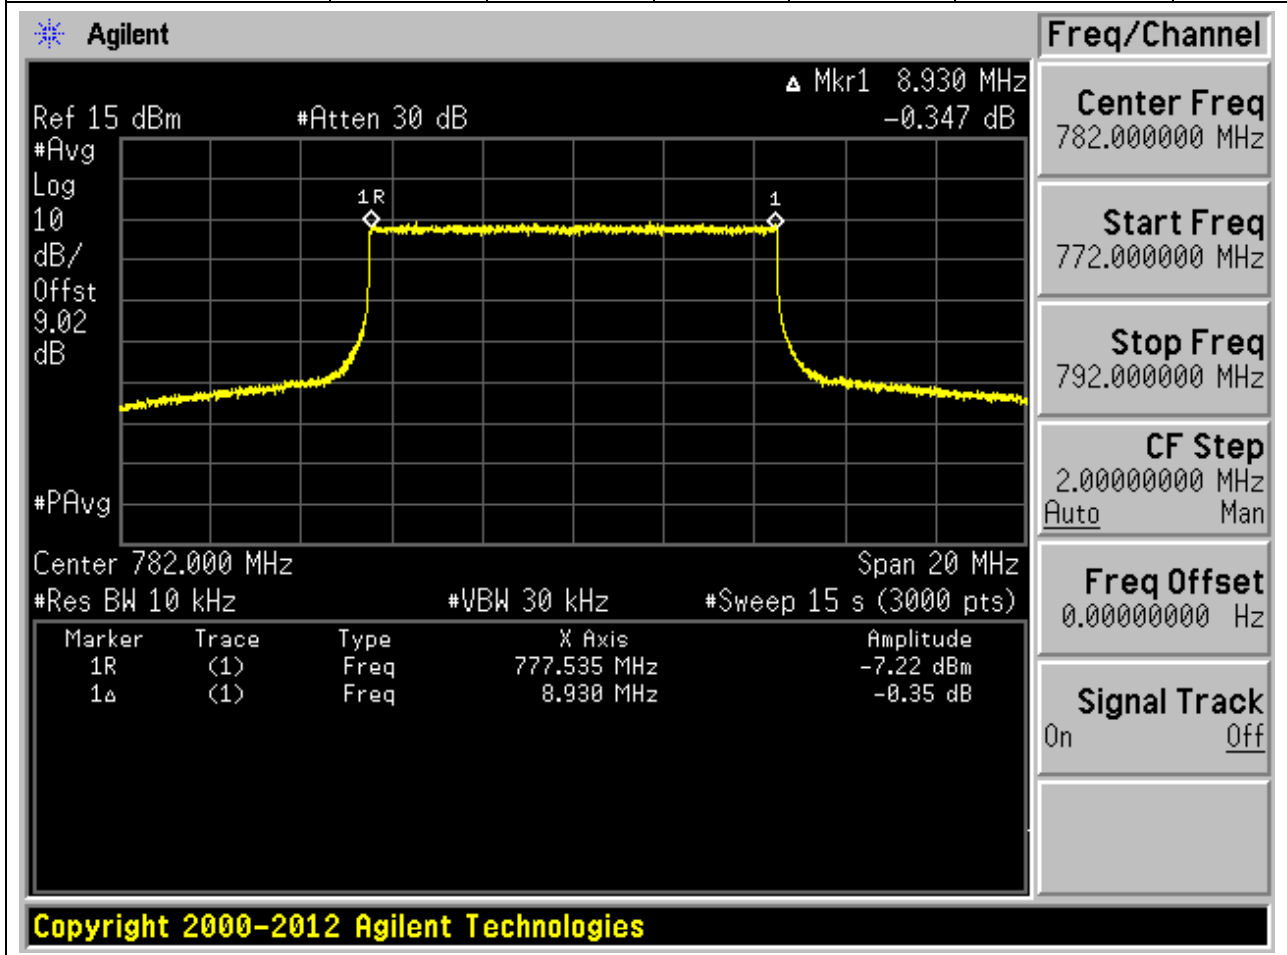 Agilent
Freq/Channel
Δ Mkr1 8.930 MHz
Ref 15 dBm #Atten 30 dB -0.347 dB
#Avg
Log
10
dB/
Offst
9.02
dB
1R
1
#PAvg
Center 782.000 MHz Span 20 MHz
#Res BW 10 kHz #VBW 30 kHz #Sweep 15 s (3000 pts)
Marker Trace Type X Axis Amplitude
1R (1) Freq 777.535 MHz -7.22 dBm
1Δ (1) Freq 8.930 MHz -0.35 dB
Center Freq
782.000000 MHz
Start Freq
772.000000 MHz
Stop Freq
792.000000 MHz
CF Step
2.00000000 MHz
Auto Man
Freq Offset
0.00000000 Hz
Signal Track
On Off
Copyright 2000-2012 Agilent Technologies